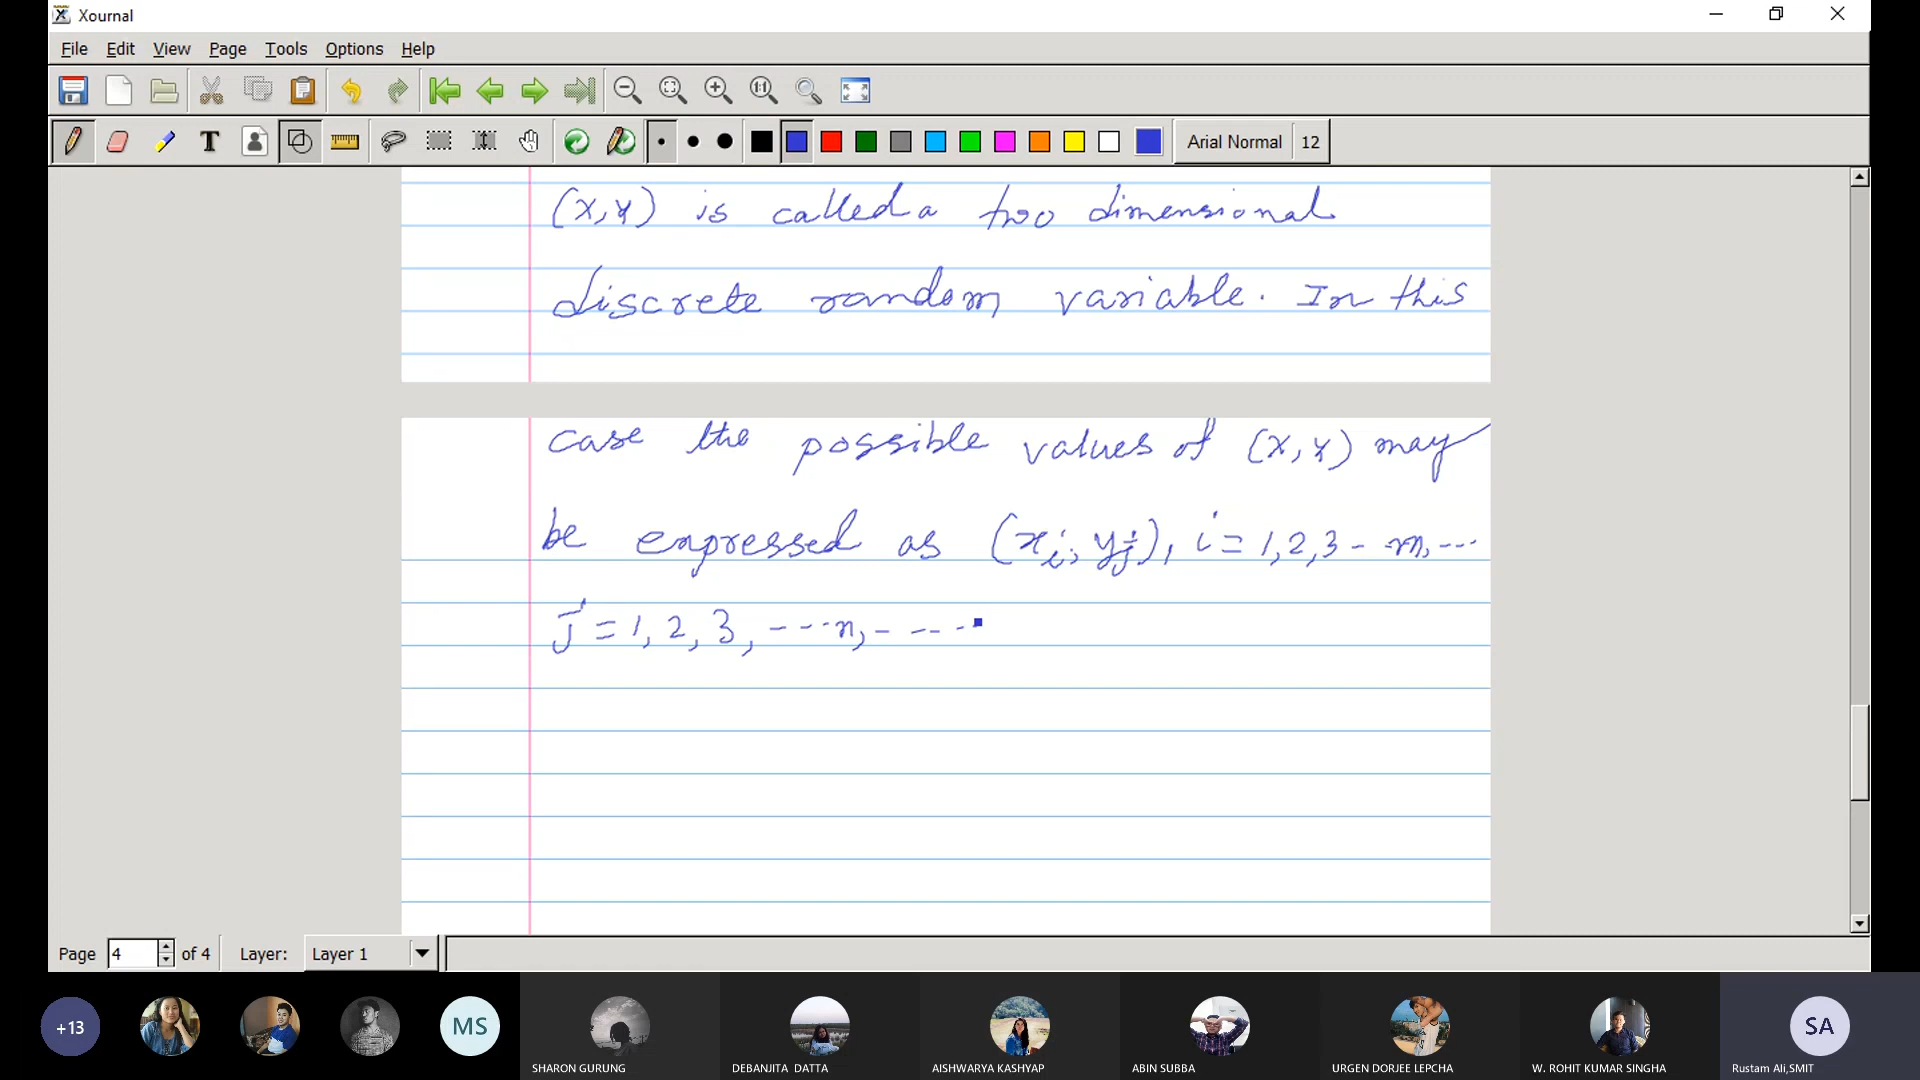 Xournal
File Edit View Page Tools Options Help
Arial Normal 12
(X,Y) is called a two dimensional
discrete random variable. In this
case the possible values of (X,Y) may
be expressed as (xi, yj), i = 1,2,3 - -m, ---
j = 1, 2, 3, ---n, - ----
Page 4 of 4 Layer: Layer 1
+13 MS SA
SHARON GURUNG DEBANJITA DATTA AISHWARYA KASHYAP ABIN SUBBA URGEN DORJEE LEPCHA W. ROHIT KUMAR SINGHA Rustam Ali,SMIT